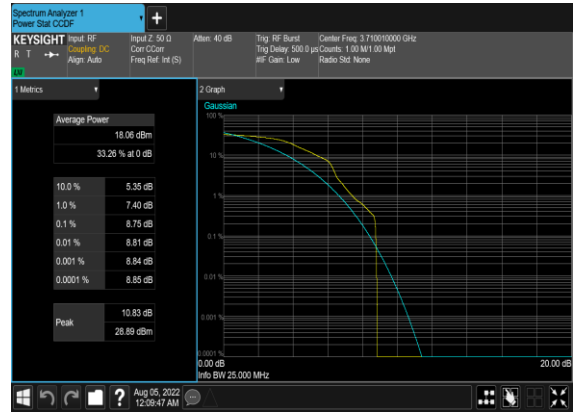 Spectrum Analyzer 1
Power Stat CCDF
+
KEYSIGHT
R T
LXI
Input: RF
Coupling: DC
Align: Auto
Input Z: 50 Ω
Corr CCorr
Freq Ref: Int (S)
Atten: 40 dB
Trig: RF Burst
Trig Delay: 500.0 µs
#IF Gain: Low
Center Freq: 3.710010000 GHz
Counts: 1.00 M/1.00 Mpt
Radio Std: None
1 Metrics
Average Power
18.06 dBm
33.26 % at 0 dB
10.0 % 5.35 dB
1.0 % 7.40 dB
0.1 % 8.75 dB
0.01 % 8.81 dB
0.001 % 8.84 dB
0.0001 % 8.85 dB
Peak
10.83 dB
28.89 dBm
2 Graph
Gaussian
100 %
10 %
1 %
0.1 %
0.01 %
0.001 %
0.0001 %
0.00 dB
20.00 dB
Info BW 25.000 MHz
?
Aug 05, 2022
12:09:47 AM